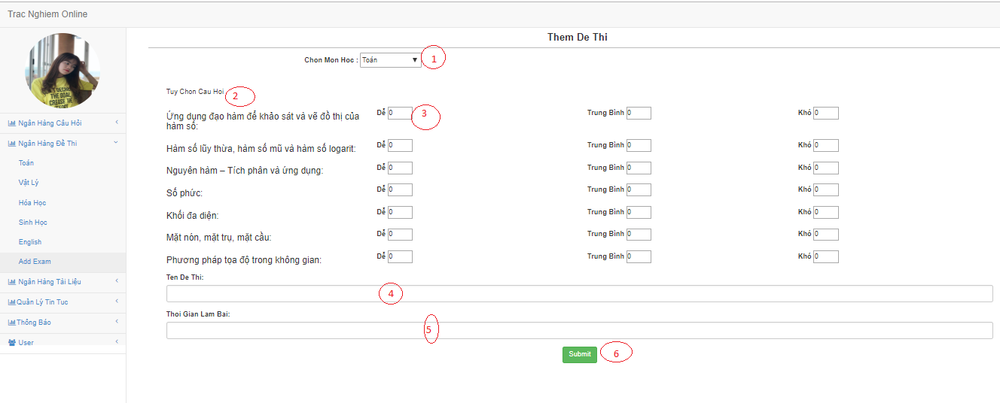 Trac Nghiem Online
Them De Thi
Chon Mon Hoc : Toán
1
Tuy Chon Cau Hoi
2
Ứng dụng đạo hàm để khảo sát và vẽ đồ thị của
hàm số:
Dễ 0 Trung Bình 0 Khó 0
3
Hàm số lũy thừa, hàm số mũ và hàm số logarit: Dễ 0 Trung Bình 0 Khó 0
Nguyên hàm – Tích phân và ứng dụng: Dễ 0 Trung Bình 0 Khó 0
Số phức: Dễ 0 Trung Bình 0 Khó 0
Khối đa diện: Dễ 0 Trung Bình 0 Khó 0
Mặt nón, mặt trụ, mặt cầu: Dễ 0 Trung Bình 0 Khó 0
Phương pháp tọa độ trong không gian: Dễ 0 Trung Bình 0 Khó 0
Ten De Thi:
4
Thoi Gian Lam Bai:
5
Submit
6
Ngân Hàng Câu Hỏi
Ngân Hàng Đề Thi
Toán
Vật Lý
Hóa Học
Sinh Học
English
Add Exam
Ngân Hàng Tài Liệu
Quản Lý Tin Tuc
Thông Báo
User
THE GOAL,
CREASE THE